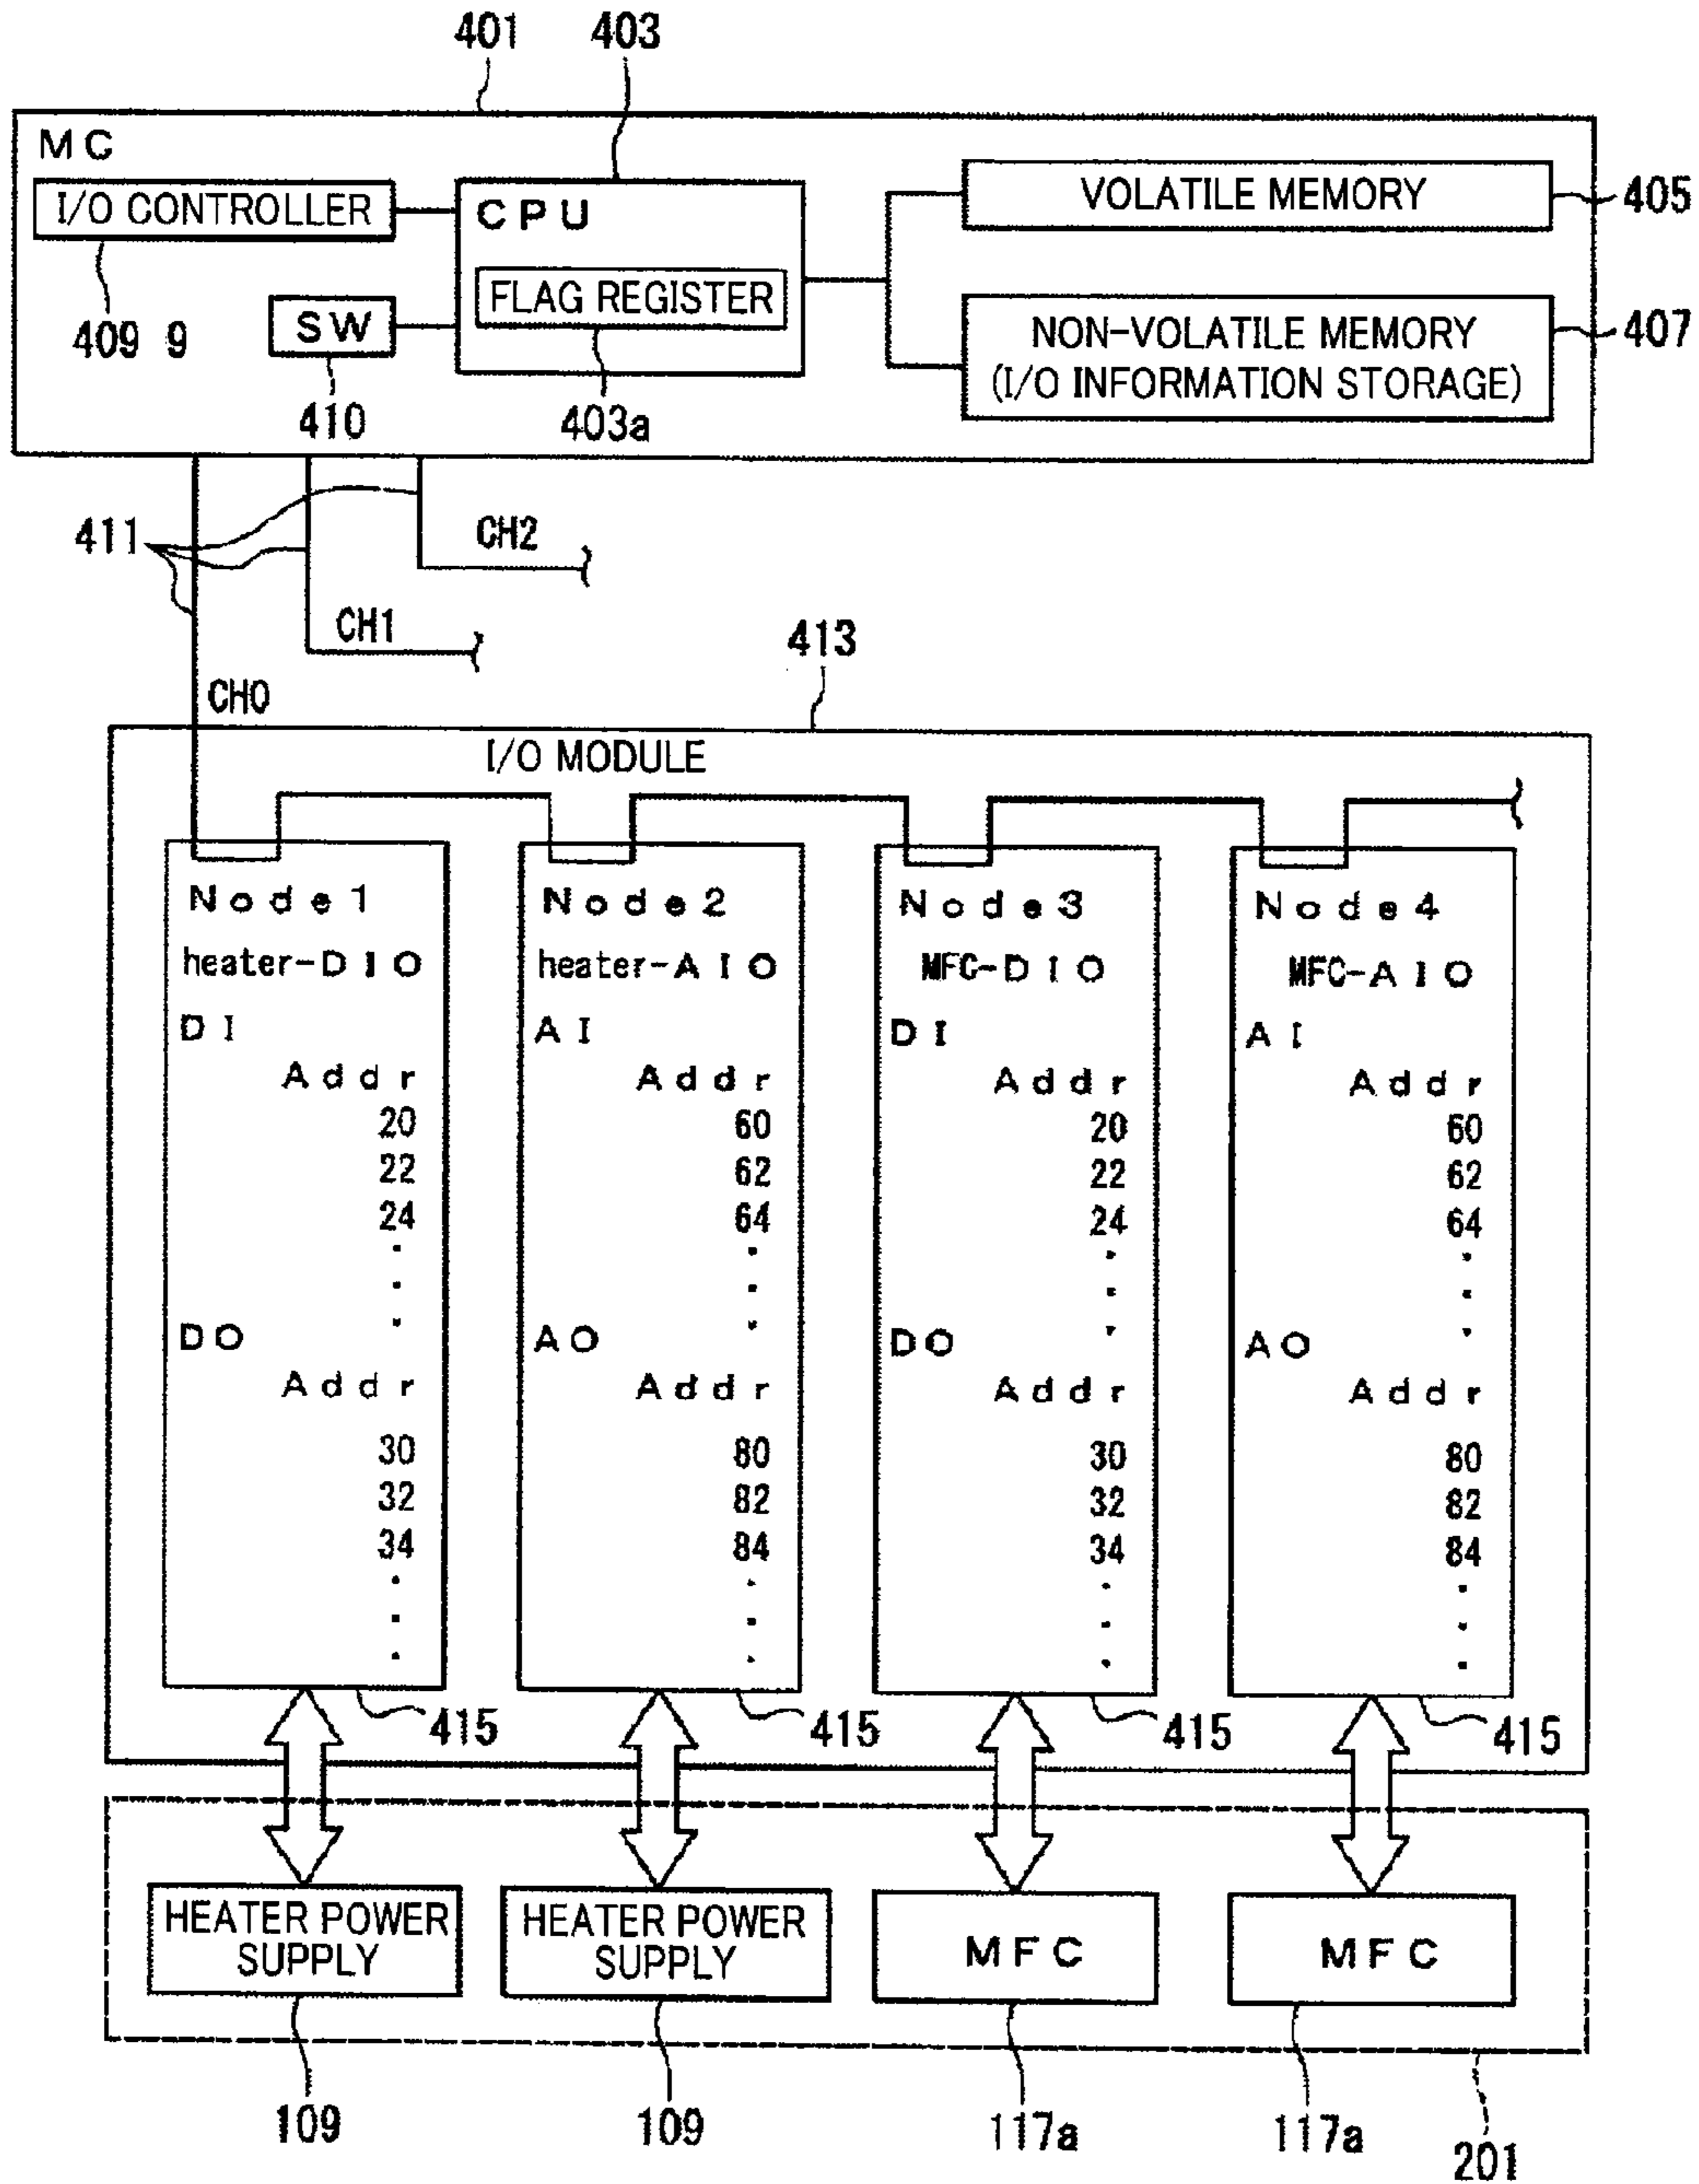 401
403
MC
I/O CONTROLLER
CPU
FLAG REGISTER
VOLATILE MEMORY
405
409 9
SW
410
403a
NON-VOLATILE MEMORY
(I/O INFORMATION STORAGE)
407
411
CH2
CH1
CH0
413
I/O MODULE
Node1
heater-DIO
DI
Addr
20
22
24
.
.
.
DO
Addr
30
32
34
.
.
.
415
Node2
heater-AIO
AI
Addr
60
62
64
.
.
.
AO
Addr
80
82
84
.
.
.
415
Node3
MFC-DIO
DI
Addr
20
22
24
.
.
.
DO
Addr
30
32
34
.
.
.
415
Node4
MFC-AIO
AI
Addr
60
62
64
.
.
.
AO
Addr
80
82
84
.
.
.
415
HEATER POWER
SUPPLY
HEATER POWER
SUPPLY
MFC
MFC
109
109
117a
117a
201